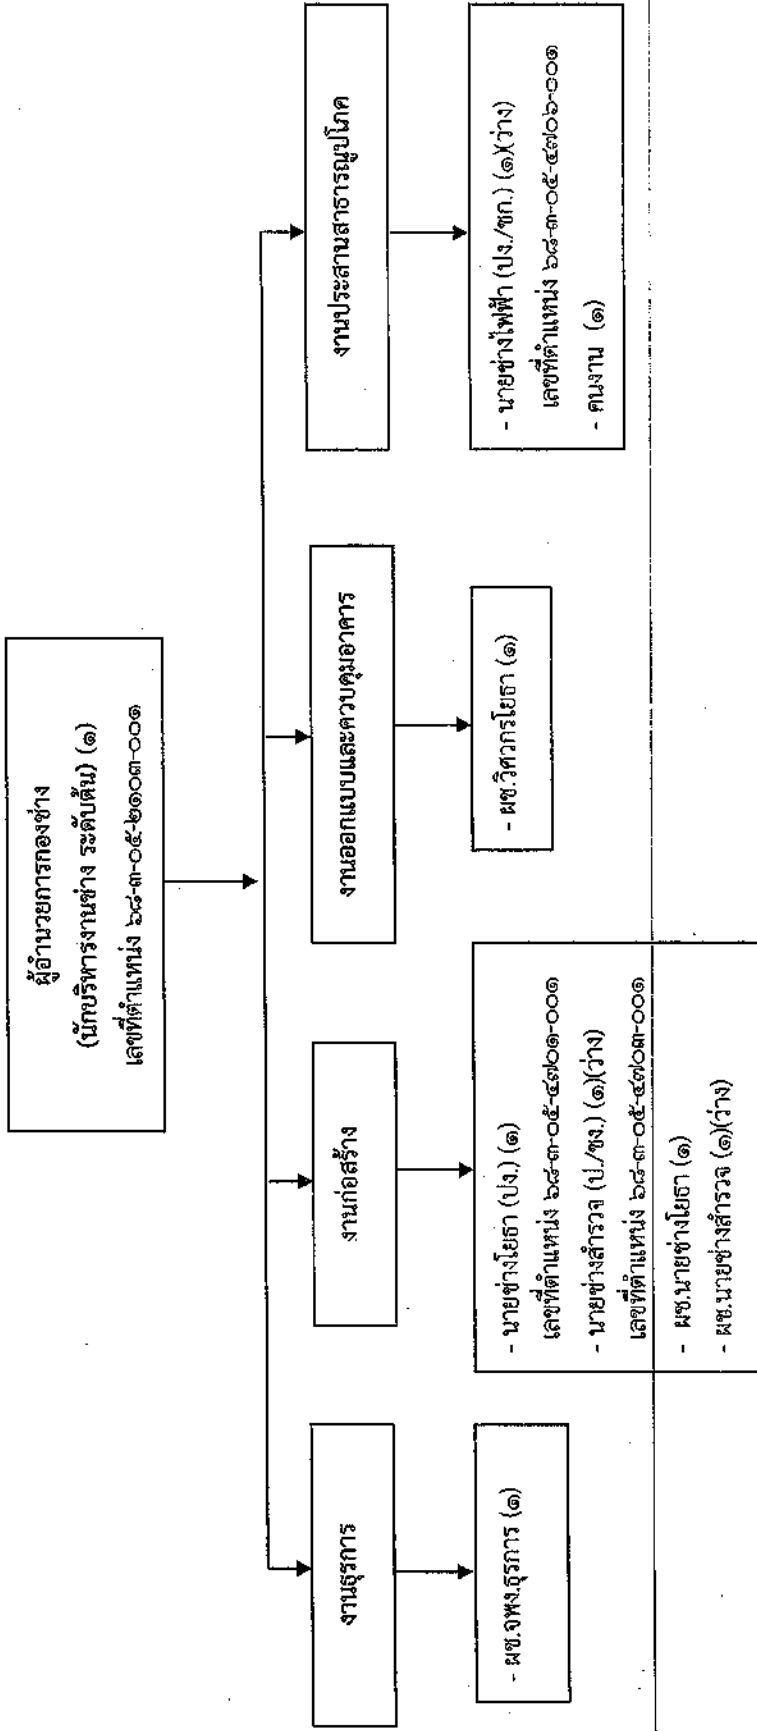 ผู้อำนวยการกองช่าง
(นักบริหารงานช่าง ระดับต้น) (๑)
เลขที่ตำแหน่ง ๖๘-๓-๐๕-๒๑๐๓-๐๐๑
งานธุรการ
งานก่อสร้าง
งานออกแบบและควบคุมอาคาร
งานประสานสาธารณูปโภค
- ผช.จพง.ธุรการ (๑)
- นายช่างโยธา (ปง.) (๑)
เลขที่ตำแหน่ง ๖๘-๓-๐๕-๔๗๐๑-๐๐๑
- นายช่างสำรวจ (ป./ชง.) (๑)(ว่าง)
เลขที่ตำแหน่ง ๖๘-๓-๐๕-๔๗๐๓-๐๐๑
- ผช.นายช่างโยธา (๑)
- ผช.นายช่างสำรวจ (๑)(ว่าง)
- ผช.วิศวกรโยธา (๑)
- นายช่างไฟฟ้า (ปง./ชก.) (๑)(ว่าง)
เลขที่ตำแหน่ง ๖๘-๓-๐๕-๔๗๐๖-๐๐๑
- คนงาน (๑)